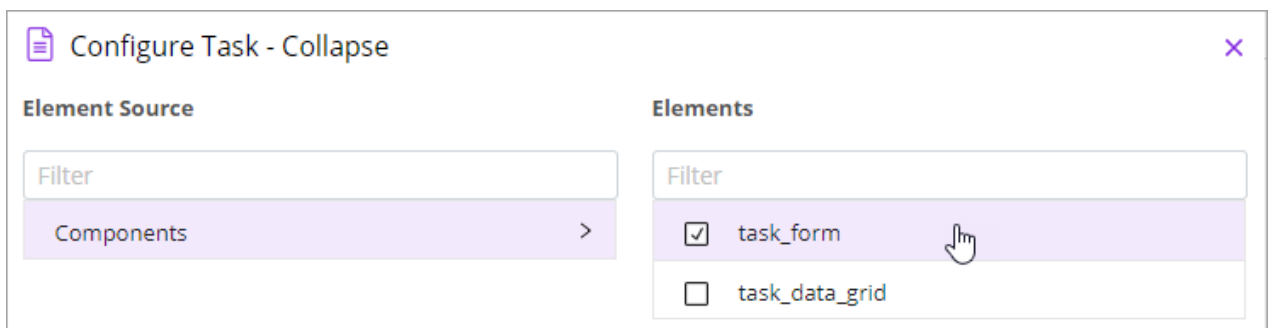 Configure Task - Collapse
Element Source
Elements
Filter
Filter
Components
task_form
task_data_grid